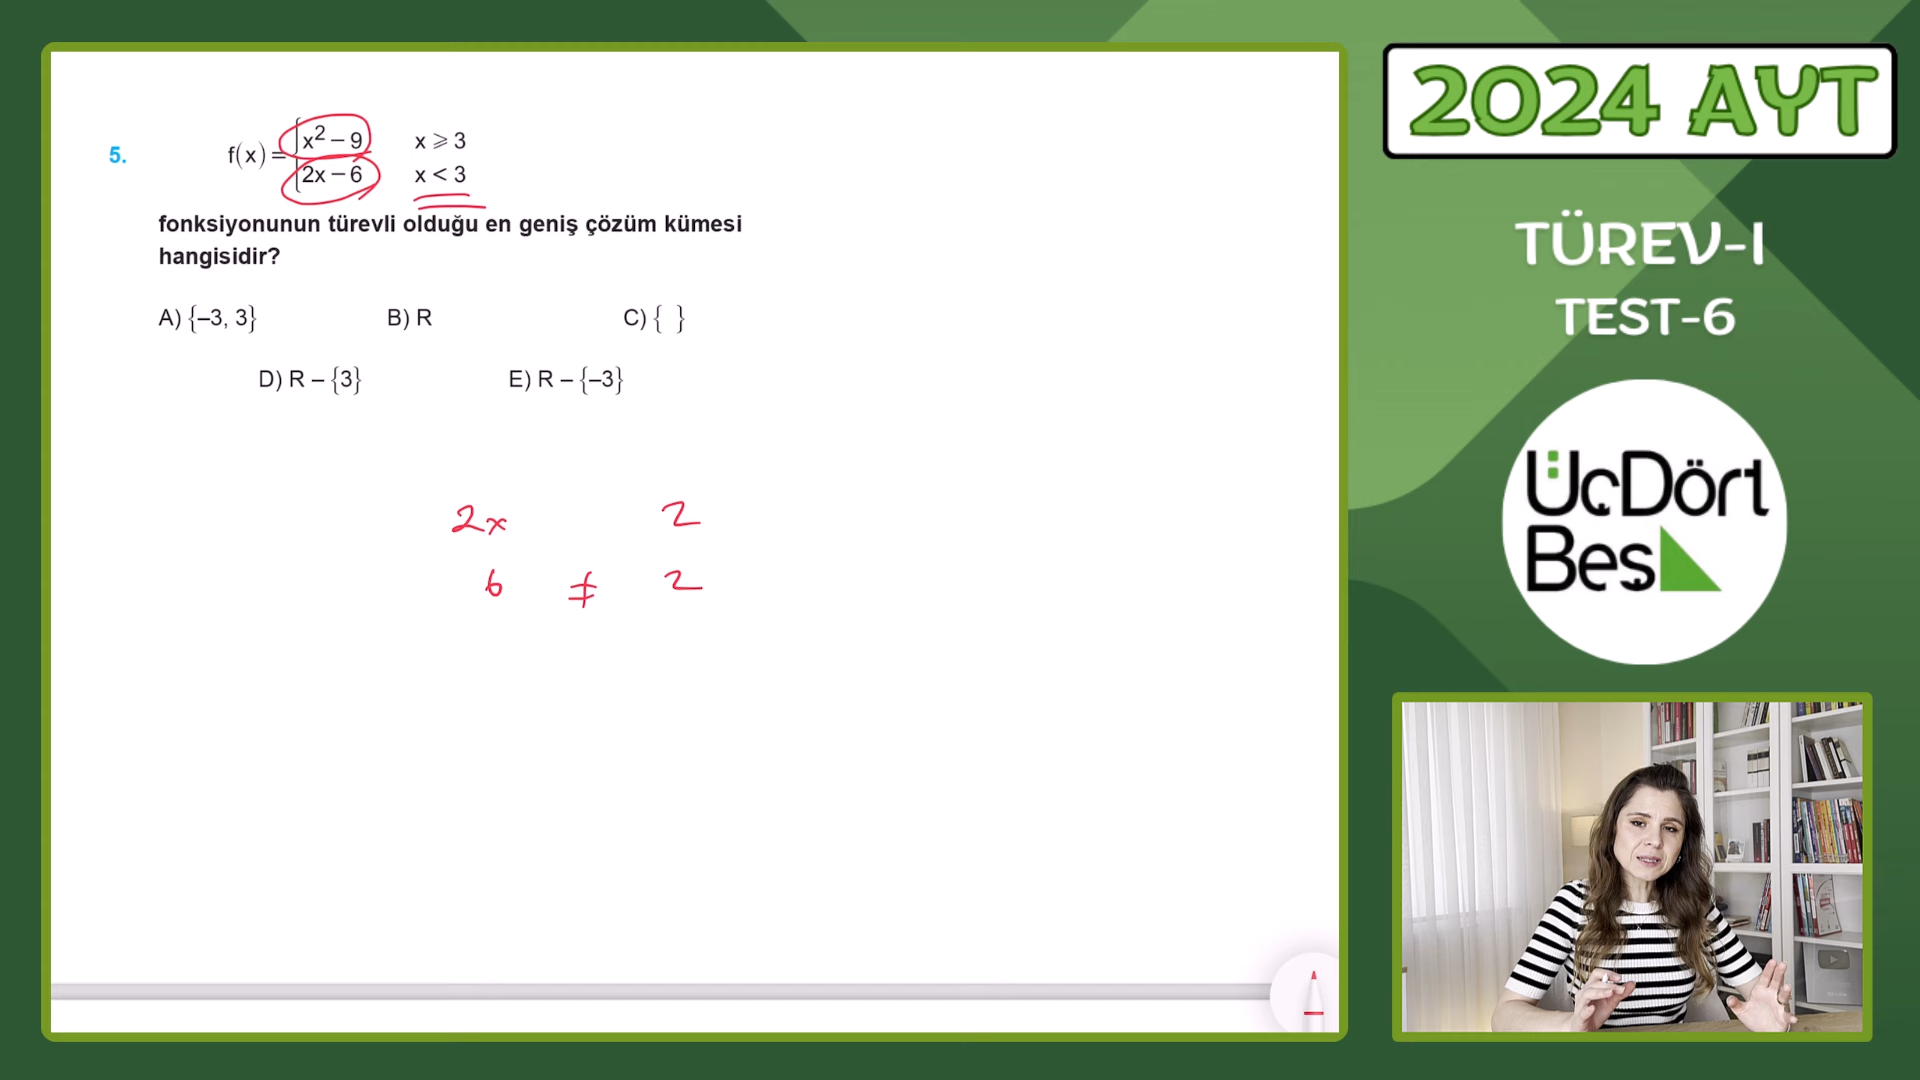 5.
f(x) = { x² – 9 x ⩾ 3
2x – 6 x < 3
fonksiyonunun türevli olduğu en geniş çözüm kümesi
hangisidir?
A) {–3, 3} B) R C) { }
D) R – {3} E) R – {–3}
2x 2
6 ≠ 2
2024 AYT
TÜREV-I
TEST-6
ÜçDört
Beş